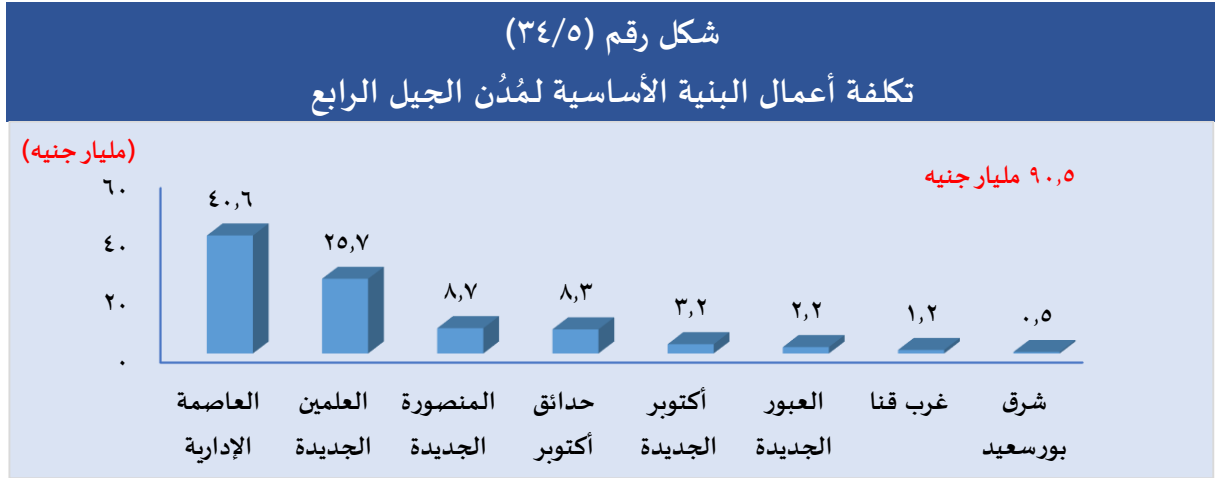 شكل رقم (٣٤/٥)
تكلفة أعمال البنية الأساسية لمُدُن الجيل الرابع
(مليار جنيه)
٩٠,٥ مليار جنيه
٦٠
٤٠
٢٠
٠
٤٠,٦
٢٥,٧
٨,٧
٨,٣
٣,٢
٢,٢
١,٢
٠,٥
العاصمة الإدارية
العلمين الجديدة
المنصورة الجديدة
حدائق أكتوبر
أكتوبر الجديدة
العبور الجديدة
غرب قنا
شرق بورسعيد